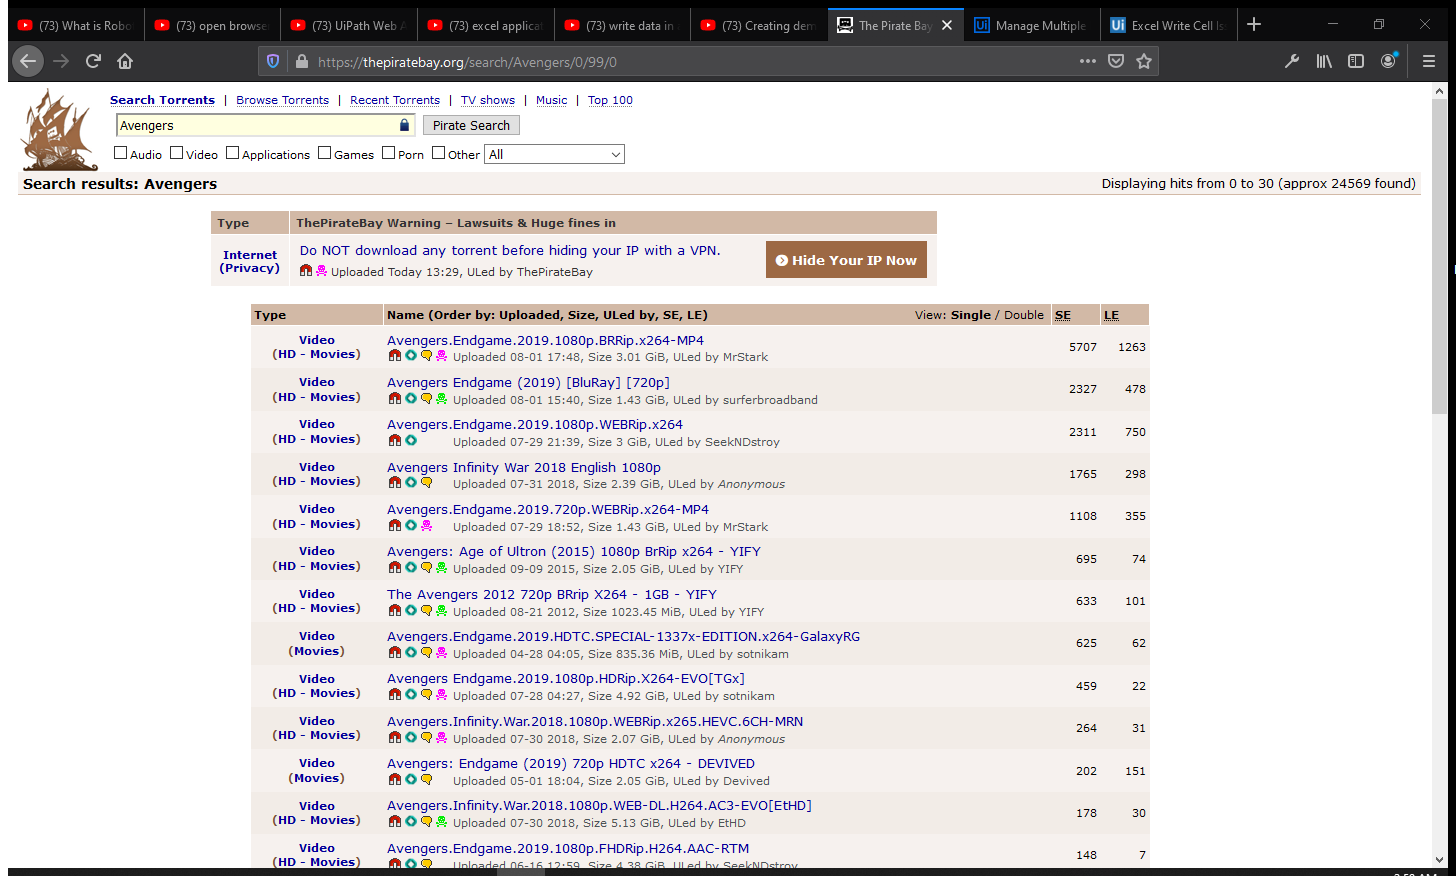 (73) What is Robo
(73) open browse
(73) UiPath Web A
(73) excel applicat
(73) write data in
(73) Creating dem
The Pirate Bay
Ui Manage Multiple
Ui Excel Write Cell Is
https://thepiratebay.org/search/Avengers/0/99/0
Search Torrents | Browse Torrents | Recent Torrents | TV shows | Music | Top 100
Avengers Pirate Search
Audio Video Applications Games Porn Other All
Search results: Avengers Displaying hits from 0 to 30 (approx 24569 found)
Type ThePirateBay Warning – Lawsuits & Huge fines in
Internet (Privacy)
Do NOT download any torrent before hiding your IP with a VPN.
Uploaded Today 13:29, ULed by ThePirateBay
Hide Your IP Now
Type Name (Order by: Uploaded, Size, ULed by, SE, LE) View: Single / Double SE LE
Video Avengers.Endgame.2019.1080p.BRRip.x264-MP4 5707 1263
(HD - Movies) Uploaded 08-01 17:48, Size 3.01 GiB, ULed by MrStark
Video Avengers Endgame (2019) [BluRay] [720p] 2327 478
(HD - Movies) Uploaded 08-01 15:40, Size 1.43 GiB, ULed by surferbroadband
Video Avengers.Endgame.2019.1080p.WEBRip.x264 2311 750
(HD - Movies) Uploaded 07-29 21:39, Size 3 GiB, ULed by SeekNDstroy
Video Avengers Infinity War 2018 English 1080p 1765 298
(HD - Movies) Uploaded 07-31 2018, Size 2.39 GiB, ULed by Anonymous
Video Avengers.Endgame.2019.720p.WEBRip.x264-MP4 1108 355
(HD - Movies) Uploaded 07-29 18:52, Size 1.43 GiB, ULed by MrStark
Video Avengers: Age of Ultron (2015) 1080p BrRip x264 - YIFY 695 74
(HD - Movies) Uploaded 09-09 2015, Size 2.05 GiB, ULed by YIFY
Video The Avengers 2012 720p BRrip X264 - 1GB - YIFY 633 101
(HD - Movies) Uploaded 08-21 2012, Size 1023.45 MiB, ULed by YIFY
Video Avengers.Endgame.2019.HDTC.SPECIAL-1337x-EDITION.x264-GalaxyRG 625 62
(Movies) Uploaded 04-28 04:05, Size 835.36 MiB, ULed by sotnikam
Video Avengers Endgame.2019.1080p.HDRip.X264-EVO[TGx] 459 22
(HD - Movies) Uploaded 07-28 04:27, Size 4.92 GiB, ULed by sotnikam
Video Avengers.Infinity.War.2018.1080p.WEBRip.x265.HEVC.6CH-MRN 264 31
(HD - Movies) Uploaded 07-30 2018, Size 2.07 GiB, ULed by Anonymous
Video Avengers: Endgame (2019) 720p HDTC x264 - DEVIVED 202 151
(Movies) Uploaded 05-01 18:04, Size 2.05 GiB, ULed by Devived
Video Avengers.Infinity.War.2018.1080p.WEB-DL.H264.AC3-EVO[EtHD] 178 30
(HD - Movies) Uploaded 07-30 2018, Size 5.13 GiB, ULed by EtHD
Video Avengers.Endgame.2019.1080p.FHDRip.H264.AAC-RTM 148 7
(HD - Movies) Uploaded 06-16 12:59, Size 4.38 GiB, ULed by SeekNDstroy